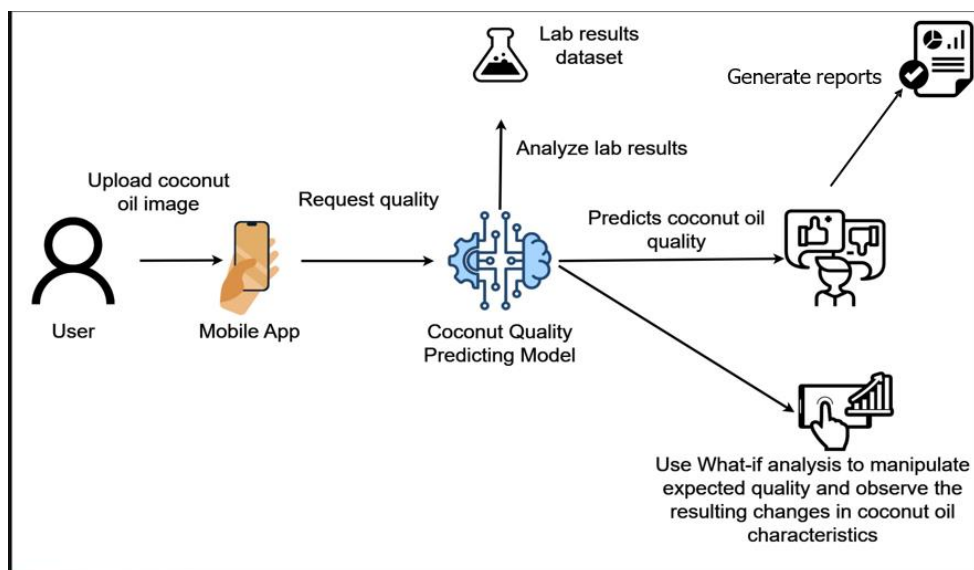 Lab results
dataset
Generate reports
Analyze lab results
Upload coconut
oil image
Request quality
Predicts coconut oil
quality
User
Mobile App
Coconut Quality
Predicting Model
Use What-if analysis to manipulate
expected quality and observe the
resulting changes in coconut oil
characteristics